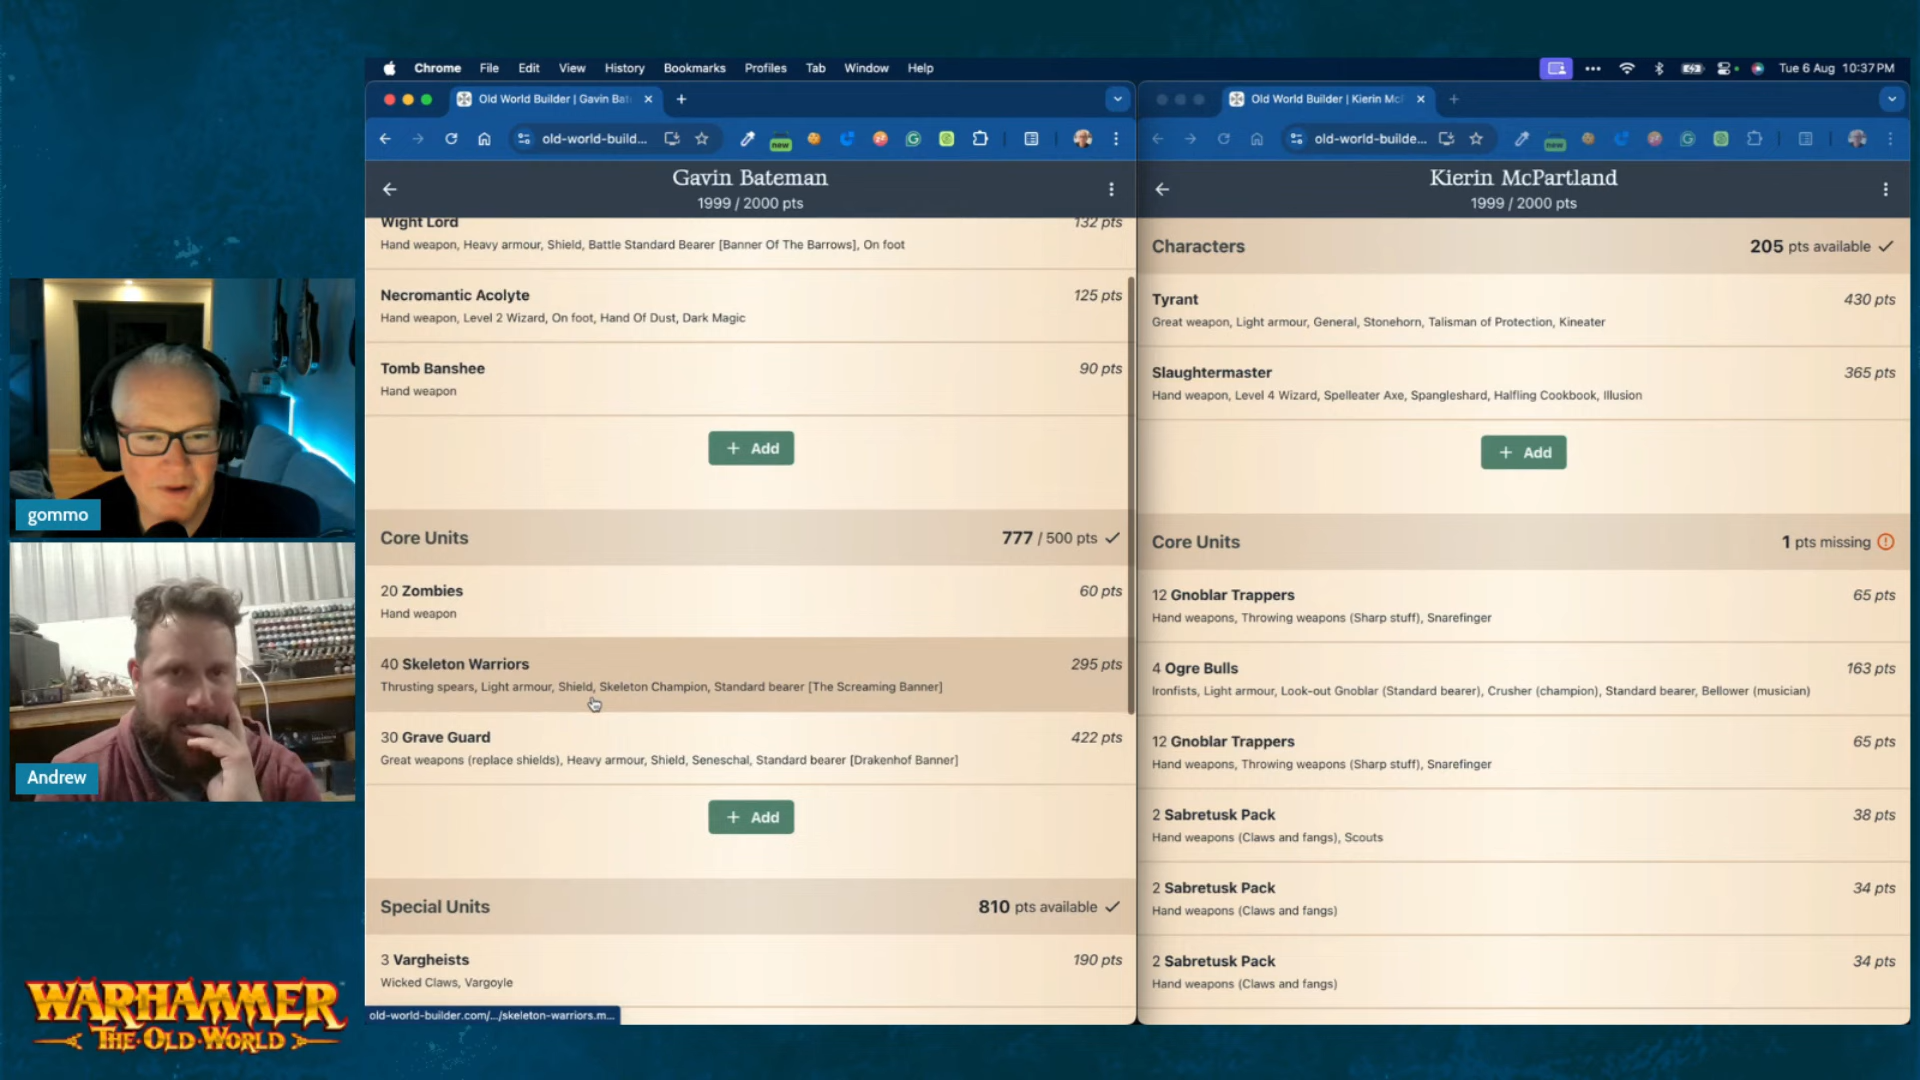 Chrome File Edit View History Bookmarks Profiles Tab Window Help
Tue 6 Aug 10:37 PM
Old World Builder | Gavin Bat
old-world-build...
new
Gavin Bateman
1999 / 2000 pts
Wight Lord 132 pts
Hand weapon, Heavy armour, Shield, Battle Standard Bearer [Banner Of The Barrows], On foot
Necromantic Acolyte 125 pts
Hand weapon, Level 2 Wizard, On foot, Hand Of Dust, Dark Magic
Tomb Banshee 90 pts
Hand weapon
+ Add
Core Units 777 / 500 pts
20 Zombies 60 pts
Hand weapon
40 Skeleton Warriors 295 pts
Thrusting spears, Light armour, Shield, Skeleton Champion, Standard bearer [The Screaming Banner]
30 Grave Guard 422 pts
Great weapons (replace shields), Heavy armour, Shield, Seneschal, Standard bearer [Drakenhof Banner]
+ Add
Special Units 810 pts available
3 Vargheists 190 pts
Wicked Claws, Vargoyle
old-world-builder.com/.../skeleton-warriors.m...
Old World Builder | Kierin McP
old-world-builde...
new
Kierin McPartland
1999 / 2000 pts
Characters 205 pts available
Tyrant 430 pts
Great weapon, Light armour, General, Stonehorn, Talisman of Protection, Kineater
Slaughtermaster 365 pts
Hand weapon, Level 4 Wizard, Spelleater Axe, Spangleshard, Halfling Cookbook, Illusion
+ Add
Core Units 1 pts missing
12 Gnoblar Trappers 65 pts
Hand weapons, Throwing weapons (Sharp stuff), Snarefinger
4 Ogre Bulls 163 pts
Ironfists, Light armour, Look-out Gnoblar (Standard bearer), Crusher (champion), Standard bearer, Bellower (musician)
12 Gnoblar Trappers 65 pts
Hand weapons, Throwing weapons (Sharp stuff), Snarefinger
2 Sabretusk Pack 38 pts
Hand weapons (Claws and fangs), Scouts
2 Sabretusk Pack 34 pts
Hand weapons (Claws and fangs)
2 Sabretusk Pack 34 pts
Hand weapons (Claws and fangs)
gommo
Andrew
WARHAMMER
THE·OLD·WORLD